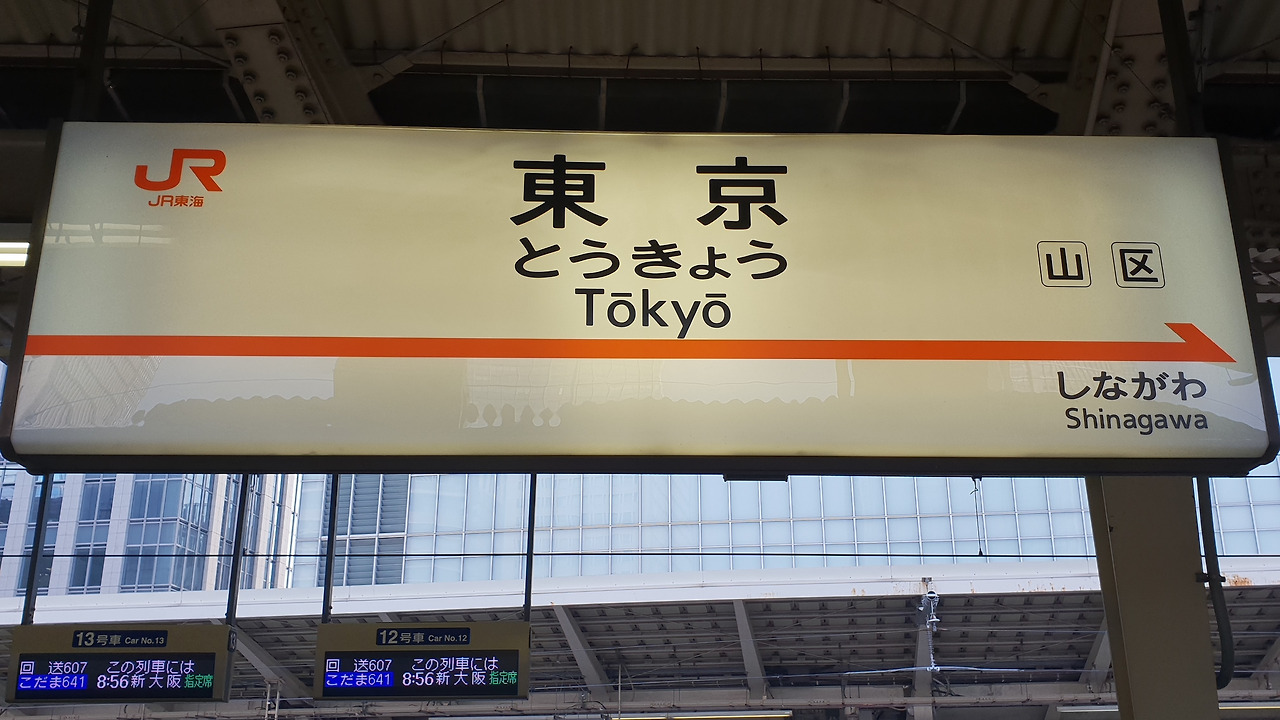 JR
JR東海
東京
とうきょう
Tōkyō
山 区
しながわ
Shinagawa
13号車 Car No.13
回 送607 この列車には
こだま641 8:56 新大阪 指定席
13
12号車 Car No.12
回 送607 この列車には
こだま641 8:56 新大阪 指定席